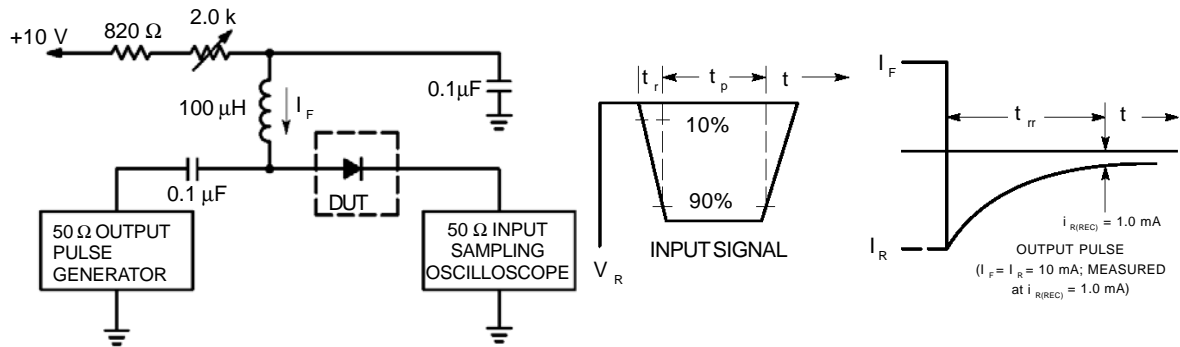 +10 V
820 Ω
2.0 k
100 µH
I F
0.1µF
0.1 µF
DUT
50 Ω OUTPUT
PULSE
GENERATOR
50 Ω INPUT
SAMPLING
OSCILLOSCOPE
t r
t p
t
10%
90%
V R
INPUT SIGNAL
I F
t rr
t
I R
i R(REC) = 1.0 mA
OUTPUT PULSE
(I F = I R = 10 mA; MEASURED
at i R(REC) = 1.0 mA)